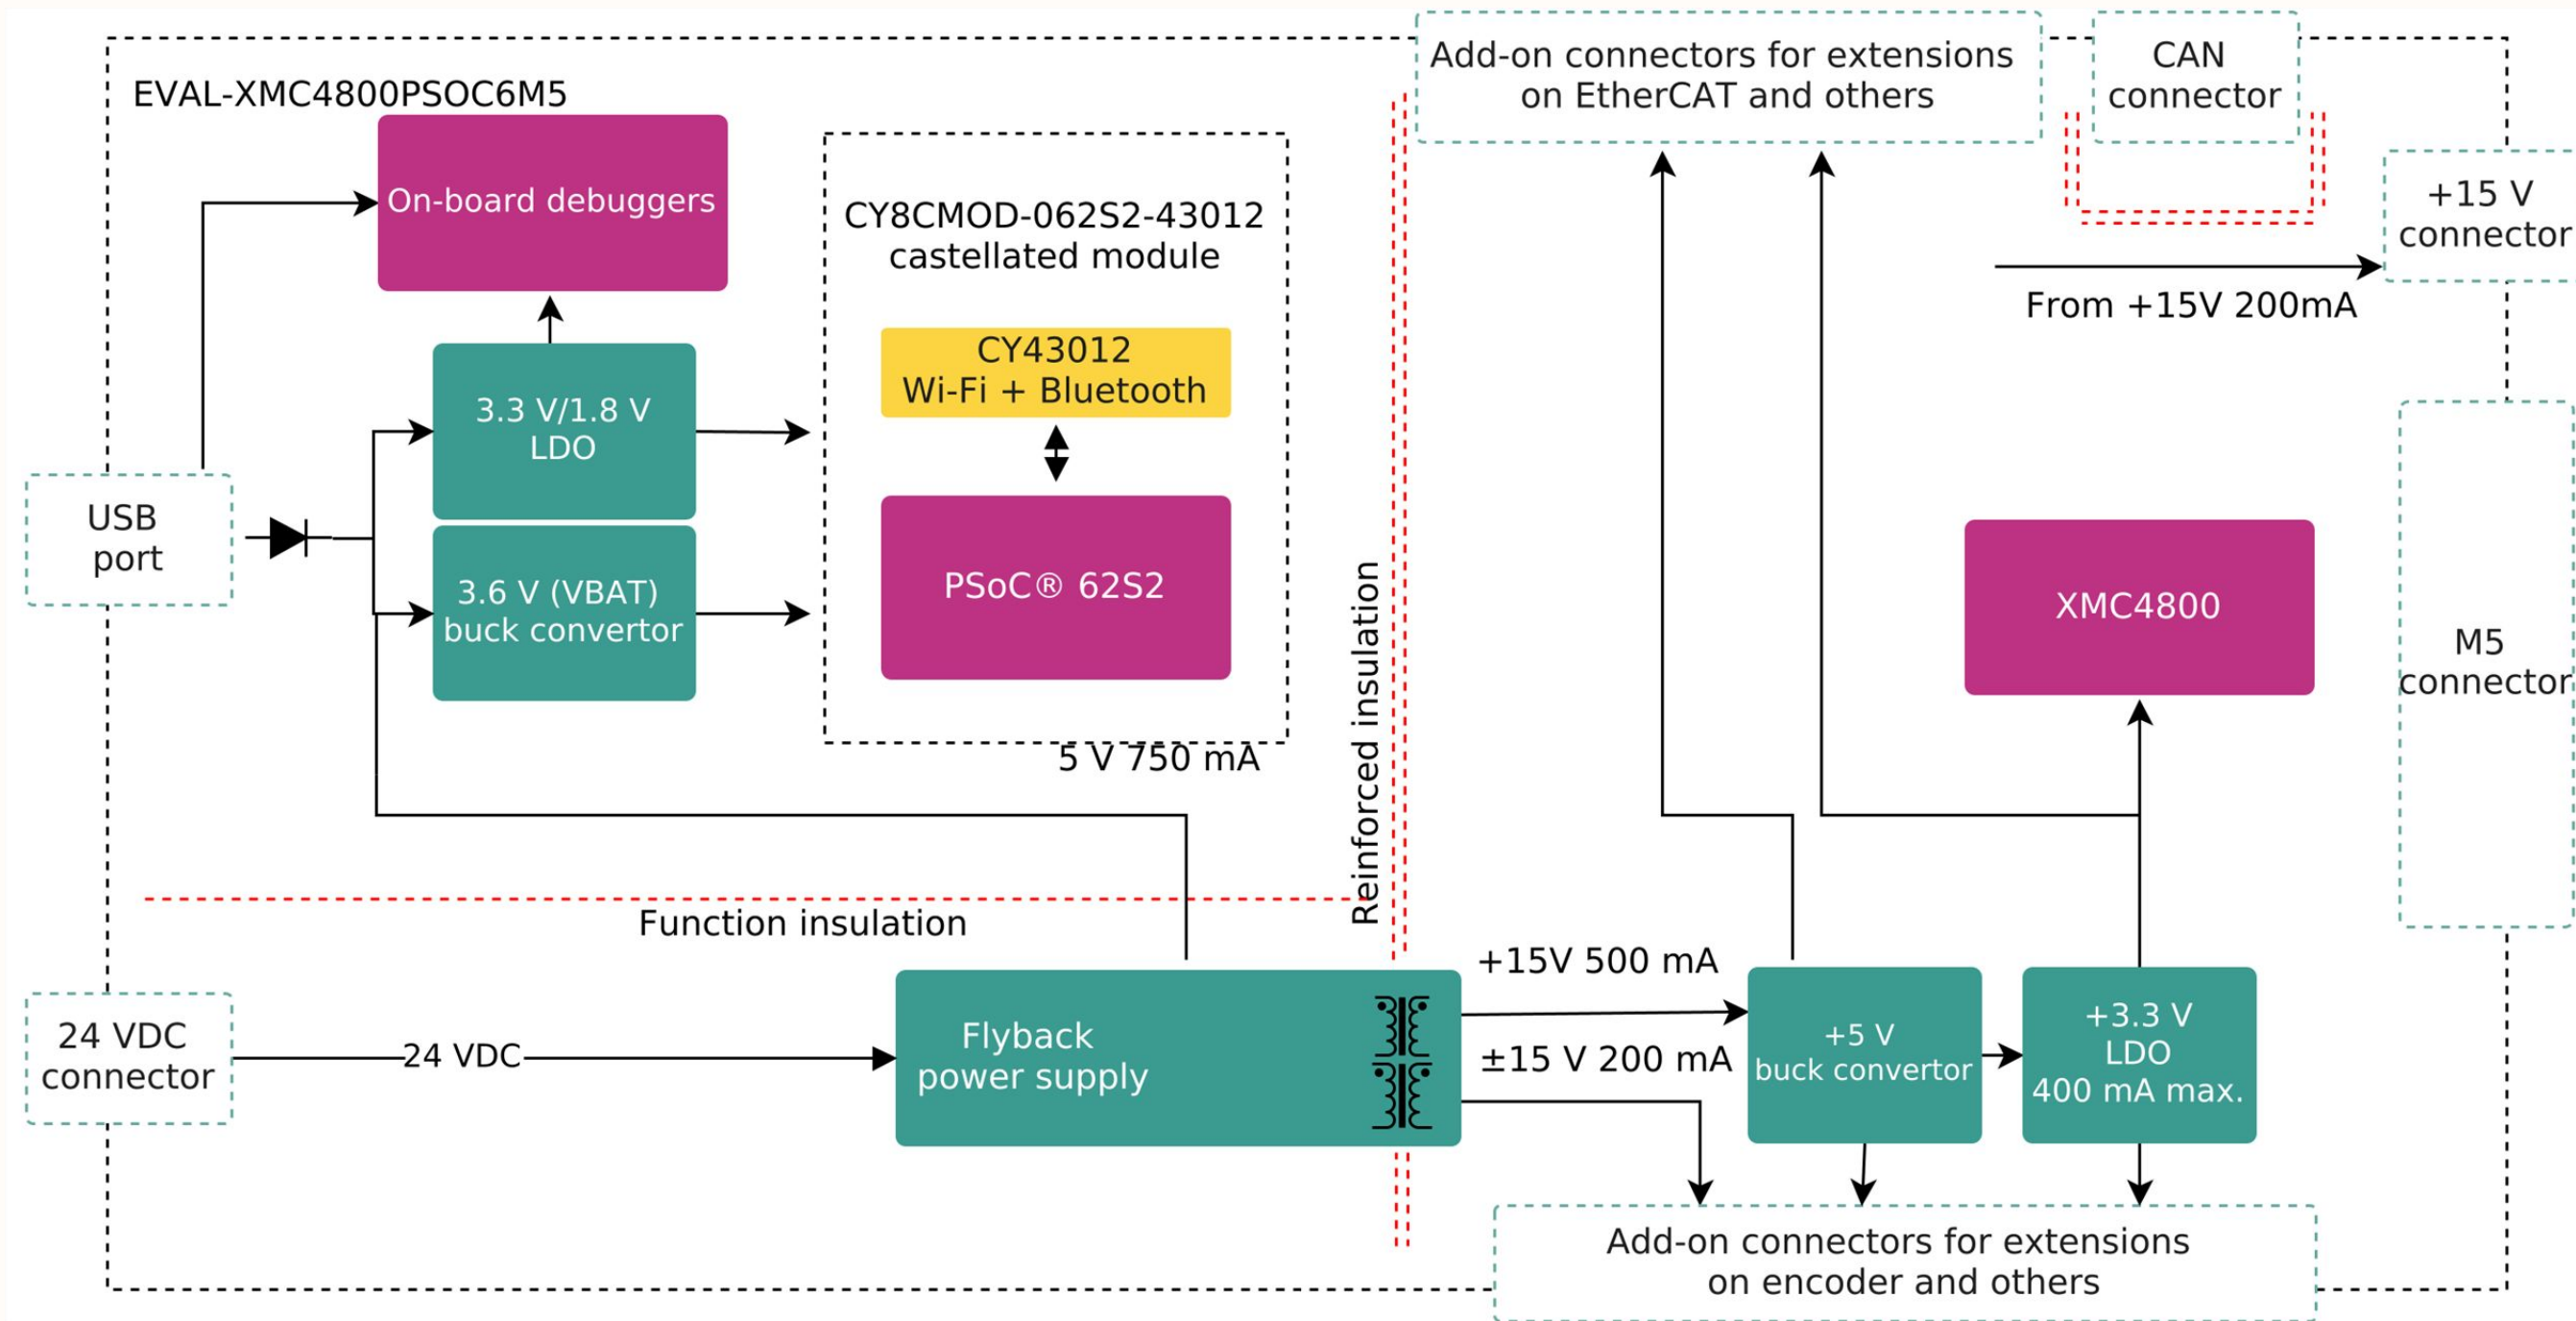 EVAL-XMC4800PSOC6M5
On-board debuggers
3.3 V/1.8 V
LDO
3.6 V (VBAT)
buck convertor
USB
port
CY8CMOD-062S2-43012
castellated module
CY43012
Wi-Fi + Bluetooth
PSoC® 62S2
5 V 750 mA
Reinforced insulation
Function insulation
24 VDC
connector
24 VDC
Flyback
power supply
+15V 500 mA
±15 V 200 mA
+5 V
buck convertor
+3.3 V
LDO
400 mA max.
Add-on connectors for extensions
on EtherCAT and others
CAN
connector
+15 V
connector
From +15V 200mA
XMC4800
M5
connector
Add-on connectors for extensions
on encoder and others